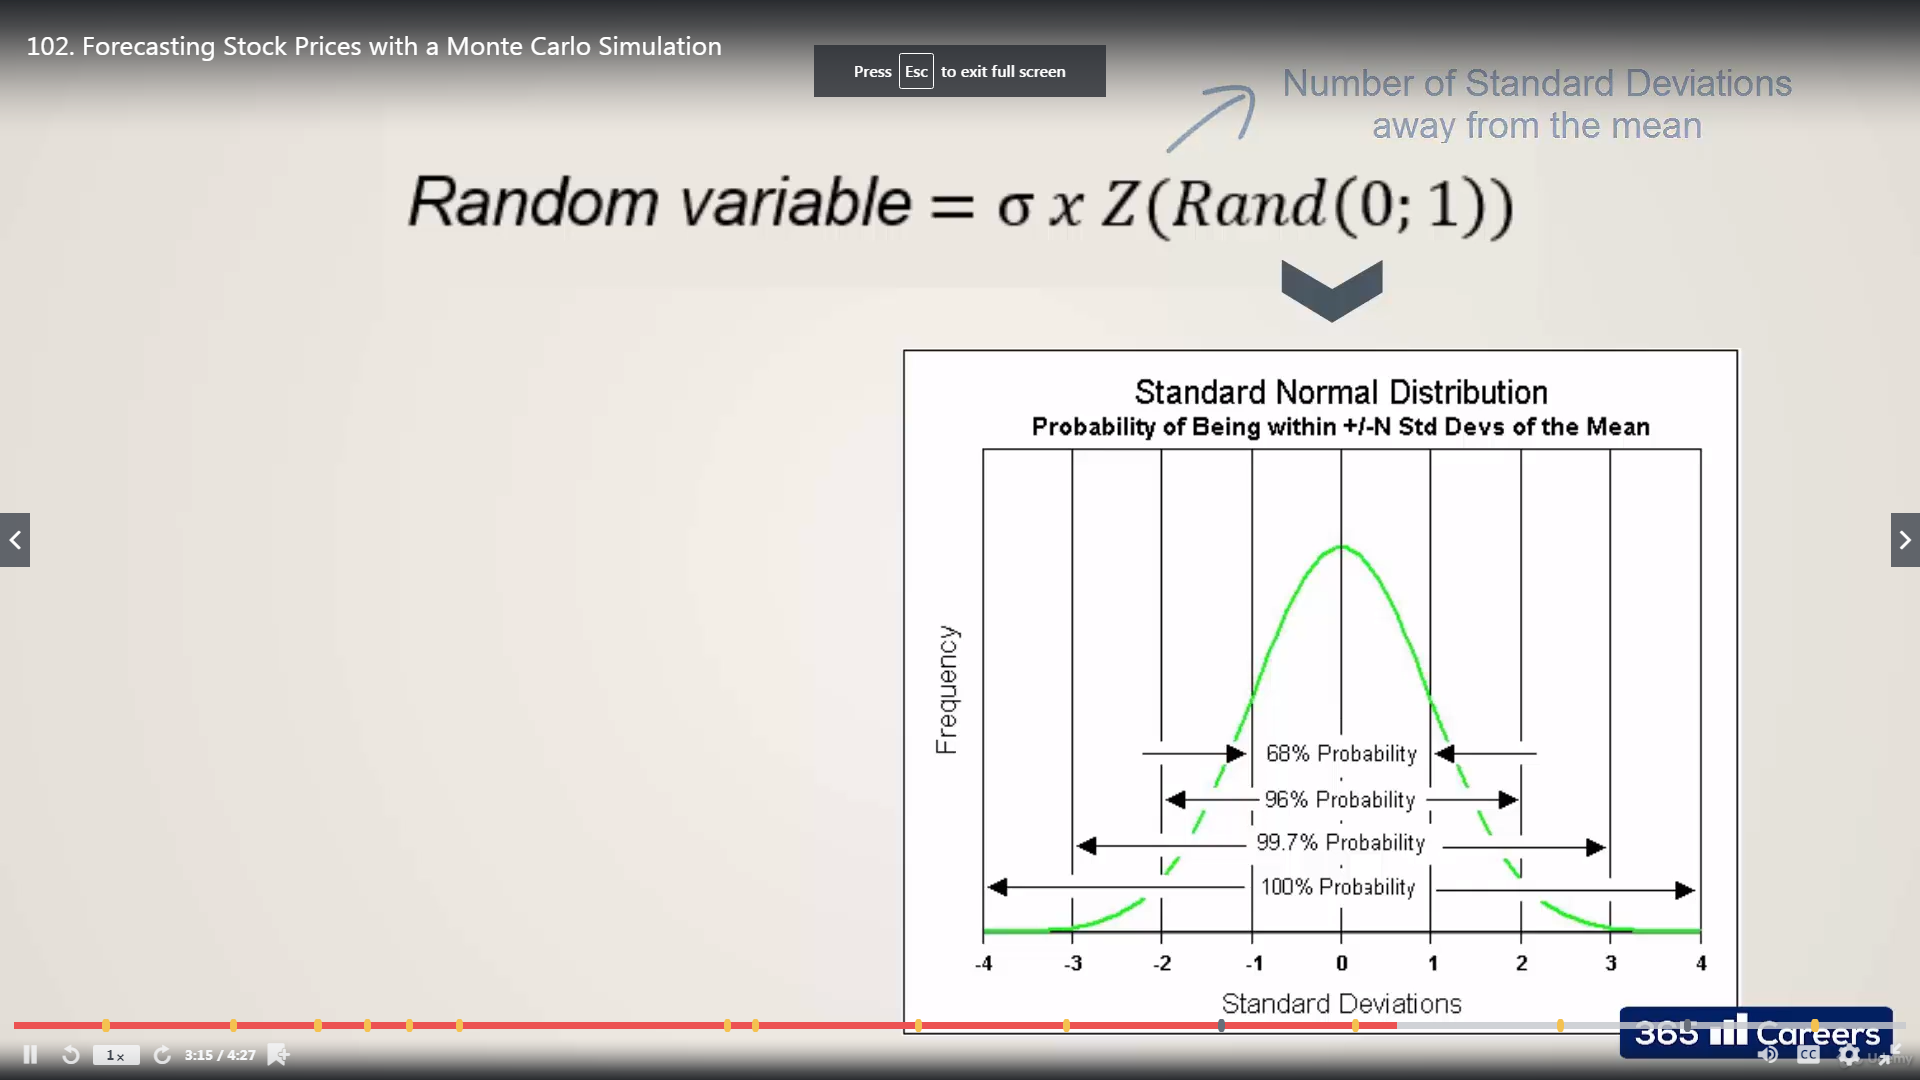 102. Forecasting Stock Prices with a Monte Carlo Simulation
Press Esc to exit full screen
Number of Standard Deviations
away from the mean
Random variable = σ x Z(Rand(0; 1))
Standard Normal Distribution
Probability of Being within +/-N Std Devs of the Mean
Frequency
68% Probability
96% Probability
99.7% Probability
100% Probability
-4 -3 -2 -1 0 1 2 3 4
Standard Deviations
365 Careers
1 x
3:15 / 4:27
CC
Udemy